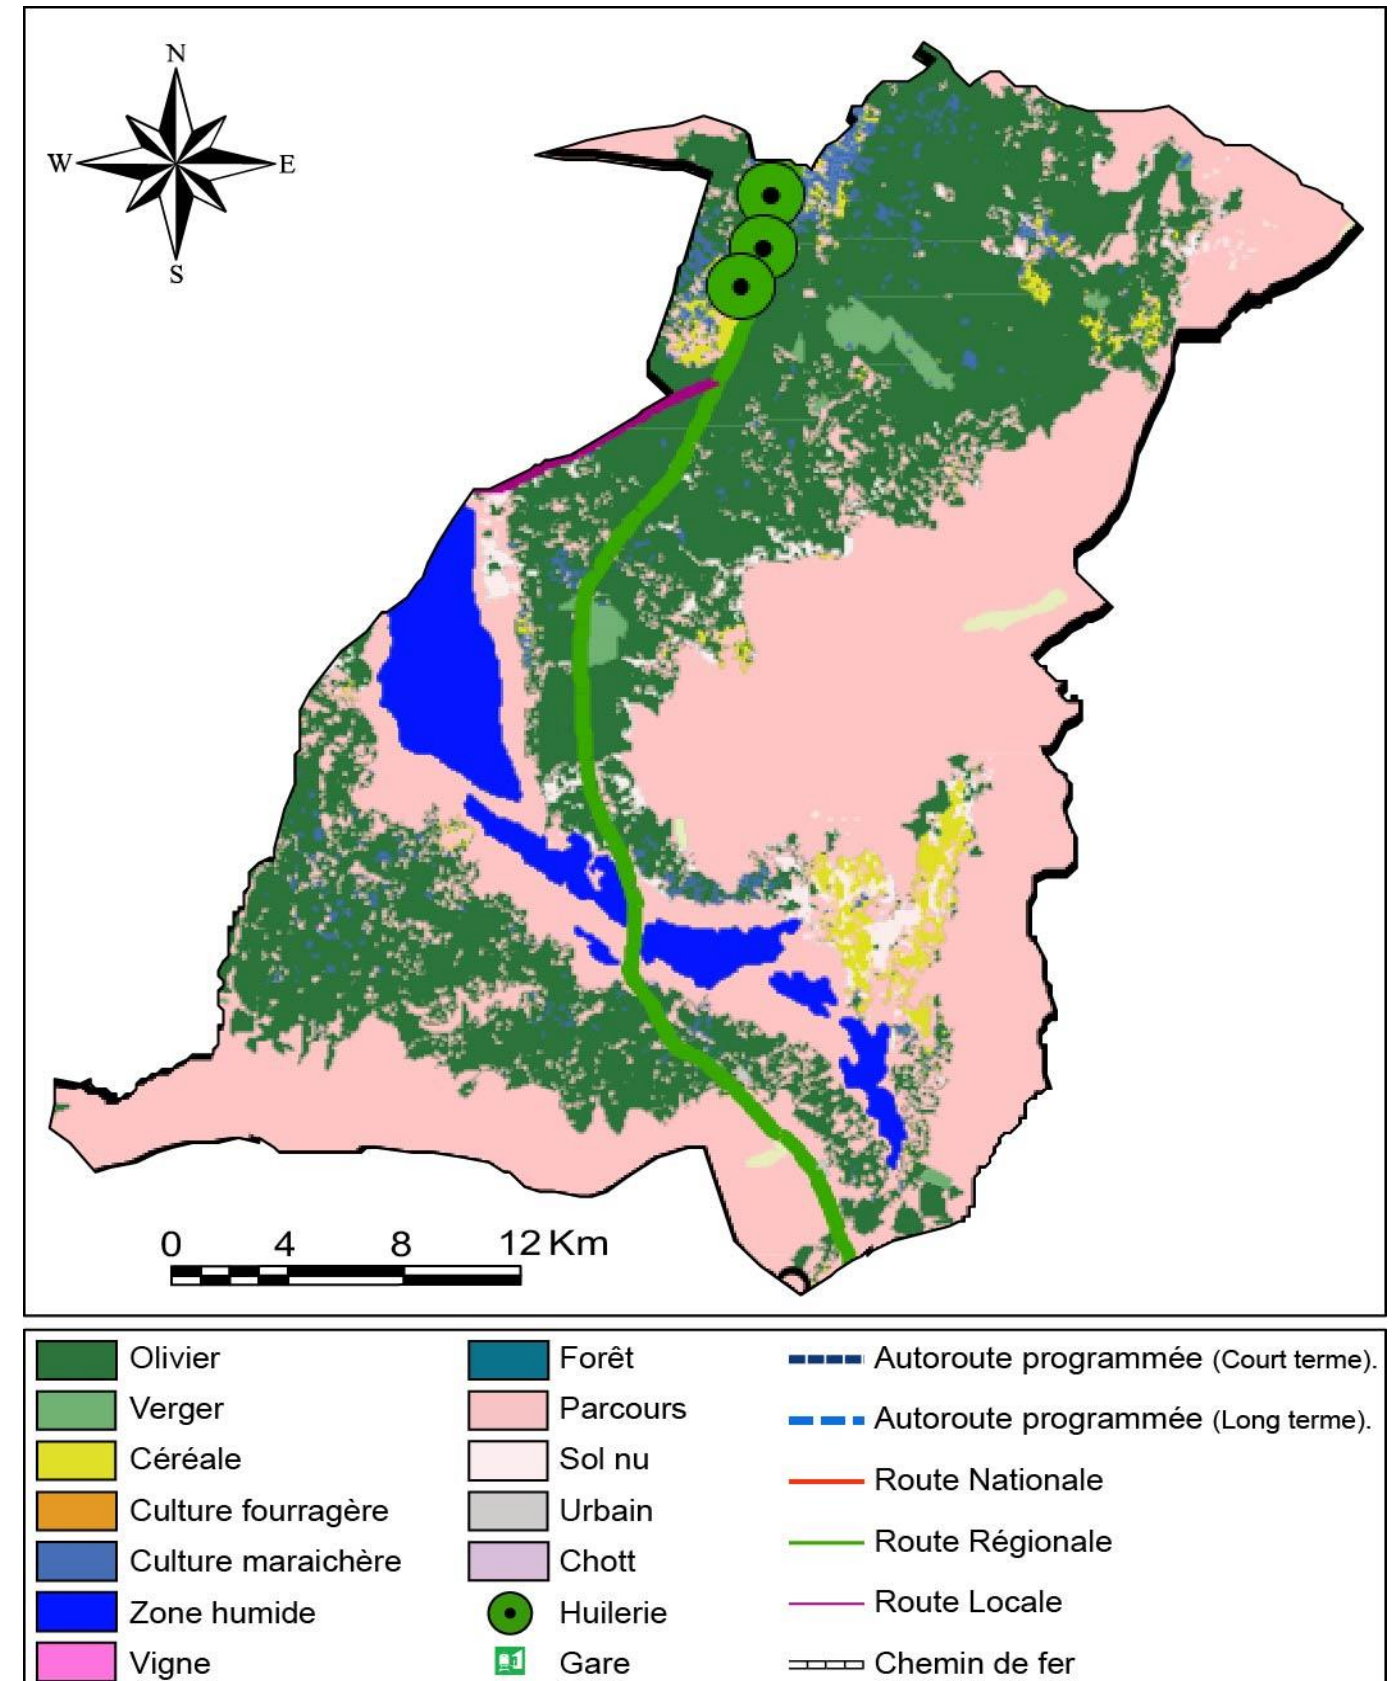 N
W E
S
0 4 8 12 Km
Olivier
Verger
Céréale
Culture fourragère
Culture maraichère
Zone humide
Vigne
Forêt
Parcours
Sol nu
Urbain
Chott
Huilerie
Gare
Autoroute programmée (Court terme).
Autoroute programmée (Long terme).
Route Nationale
Route Régionale
Route Locale
Chemin de fer